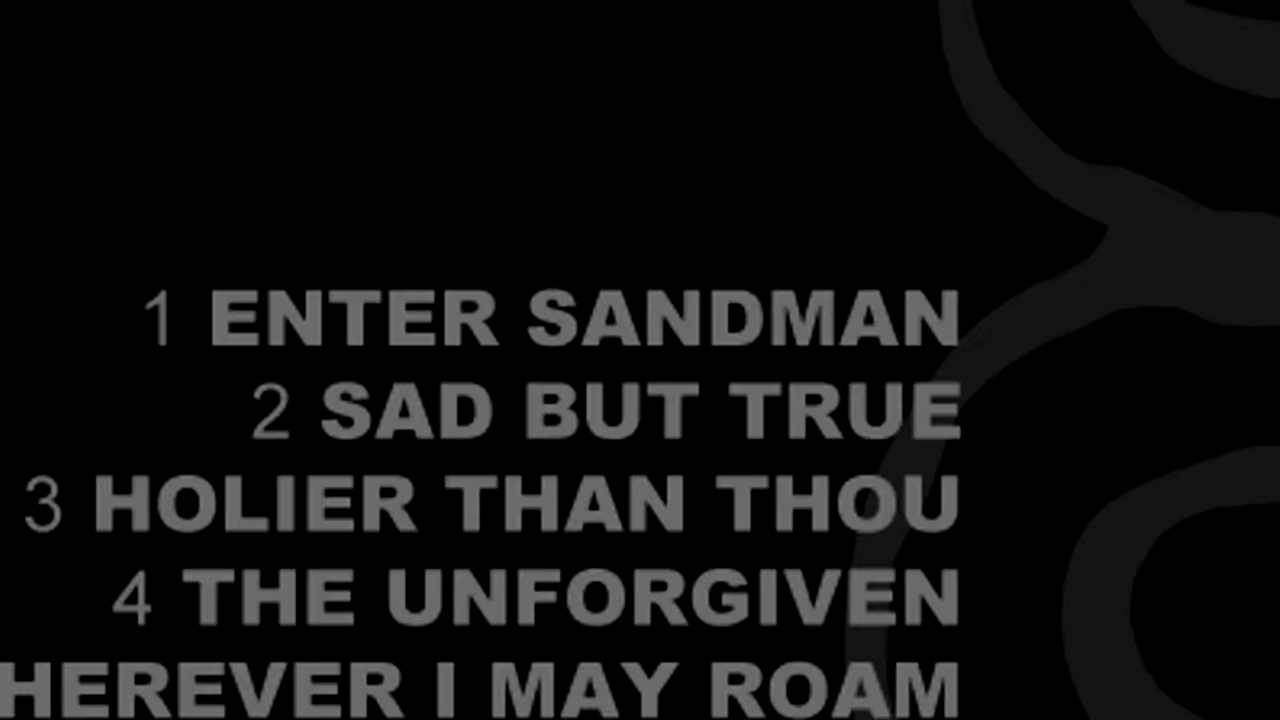 1 ENTER SANDMAN
2 SAD BUT TRUE
3 HOLIER THAN THOU
4 THE UNFORGIVEN
HEREVER I MAY ROAM